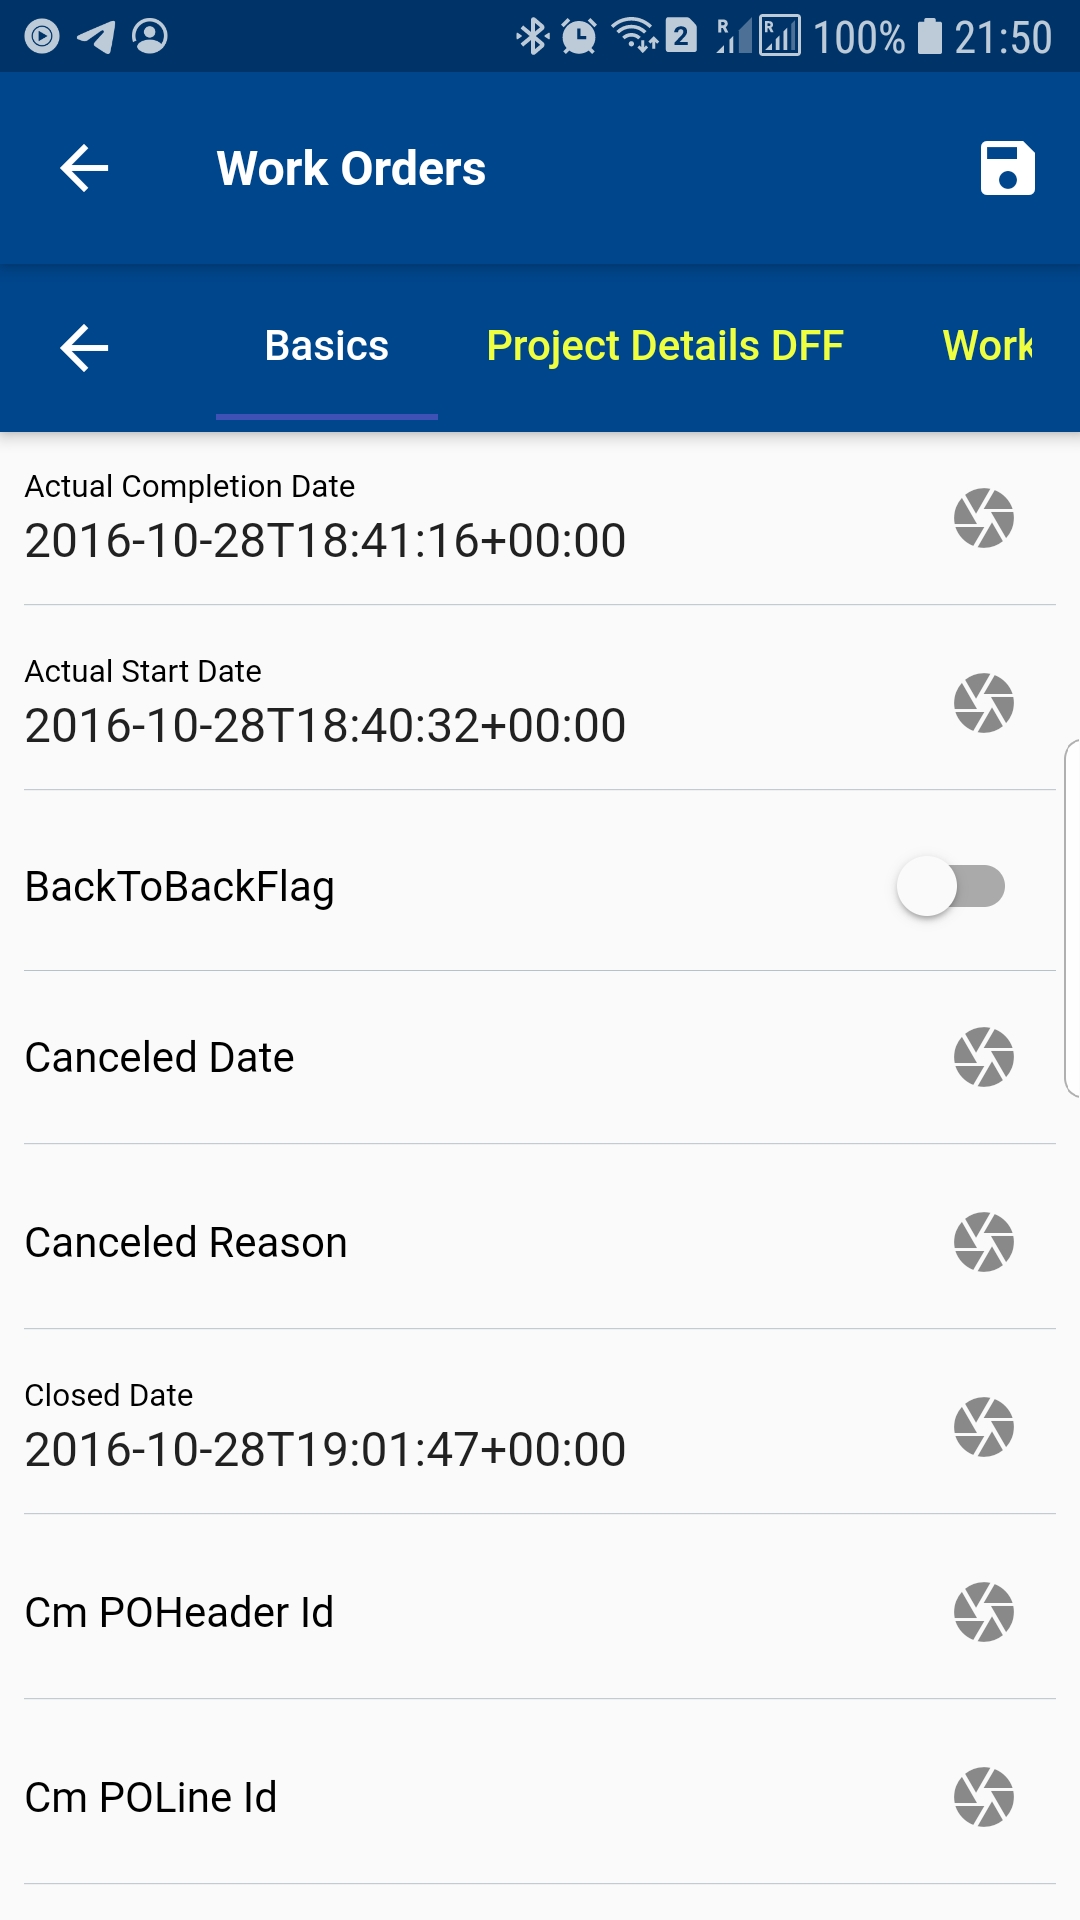 2 R R 100% 21:50
Work Orders
Basics Project Details DFF Work
Actual Completion Date
2016-10-28T18:41:16+00:00
Actual Start Date
2016-10-28T18:40:32+00:00
BackToBackFlag
Canceled Date
Canceled Reason
Closed Date
2016-10-28T19:01:47+00:00
Cm POHeader Id
Cm POLine Id